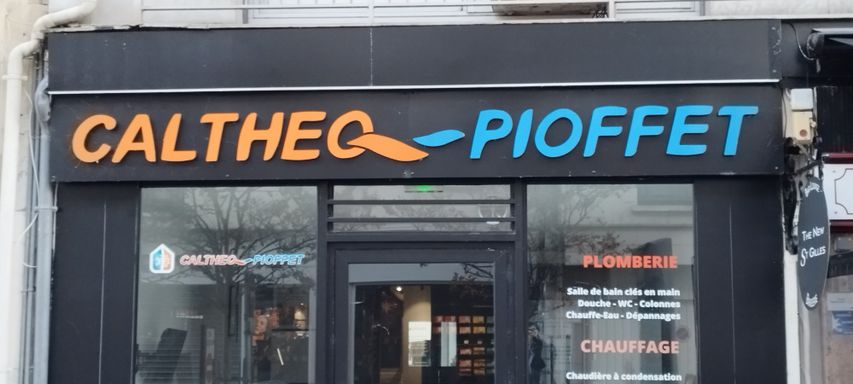 CALTHEO-PIOFFET
CALTHEO-PIOFFET
PLOMBERIE
Salle de bain clés en main
Douche - WC - Colonnes
Chauffe-Eau - Dépannages
CHAUFFAGE
Chaudière à condensation
THE NEW
ST GILLES